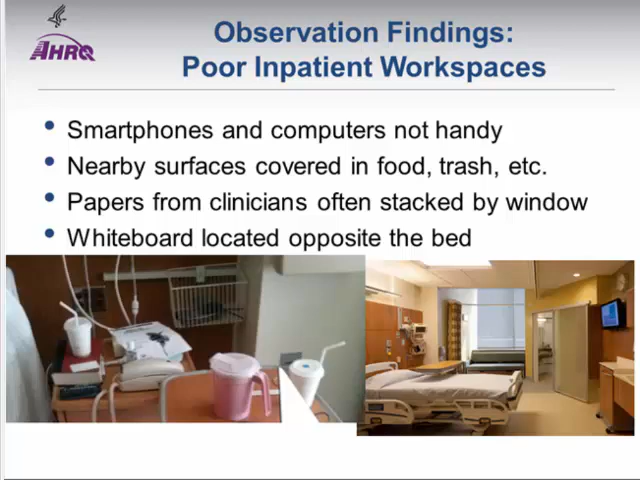 AHRQ
Observation Findings:
Poor Inpatient Workspaces
• Smartphones and computers not handy
• Nearby surfaces covered in food, trash, etc.
• Papers from clinicians often stacked by window
• Whiteboard located opposite the bed